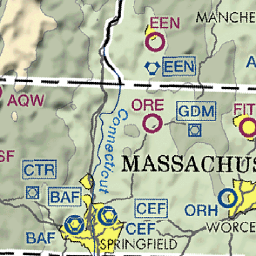 EEN
MANCHE
EEN
AQW
ORE
GDM
FIT
A
Connecticut
SF
MASSACHUS
CTR
BAF
CEF
ORH
BAF
CEF
WORCE
SPRINGFIELD